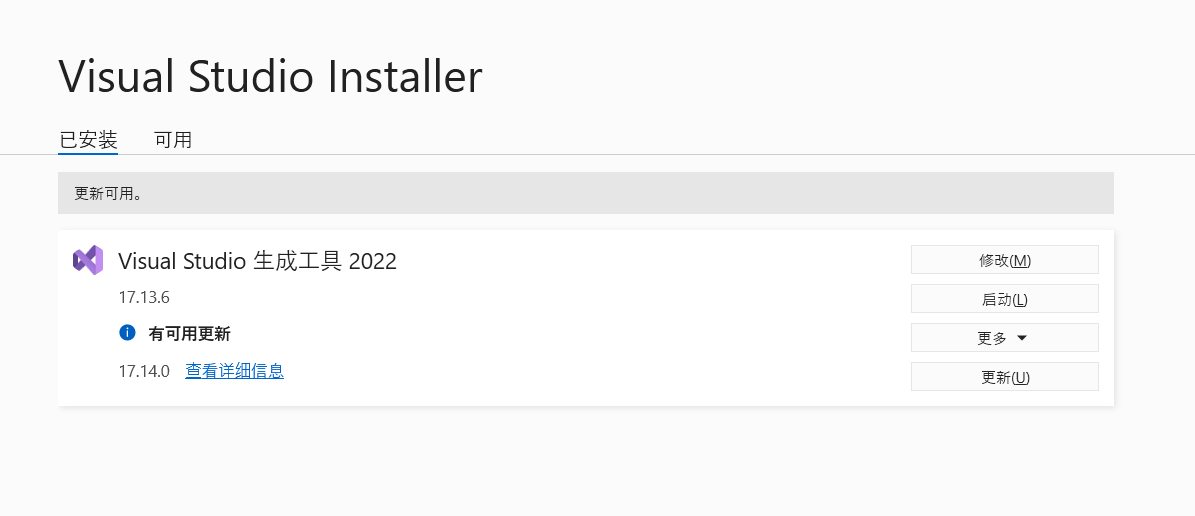 Visual Studio Installer
已安装 可用
更新可用。
Visual Studio 生成工具 2022
修改(M)
17.13.6
启动(L)
有可用更新
更多
17.14.0 查看详细信息
更新(U)